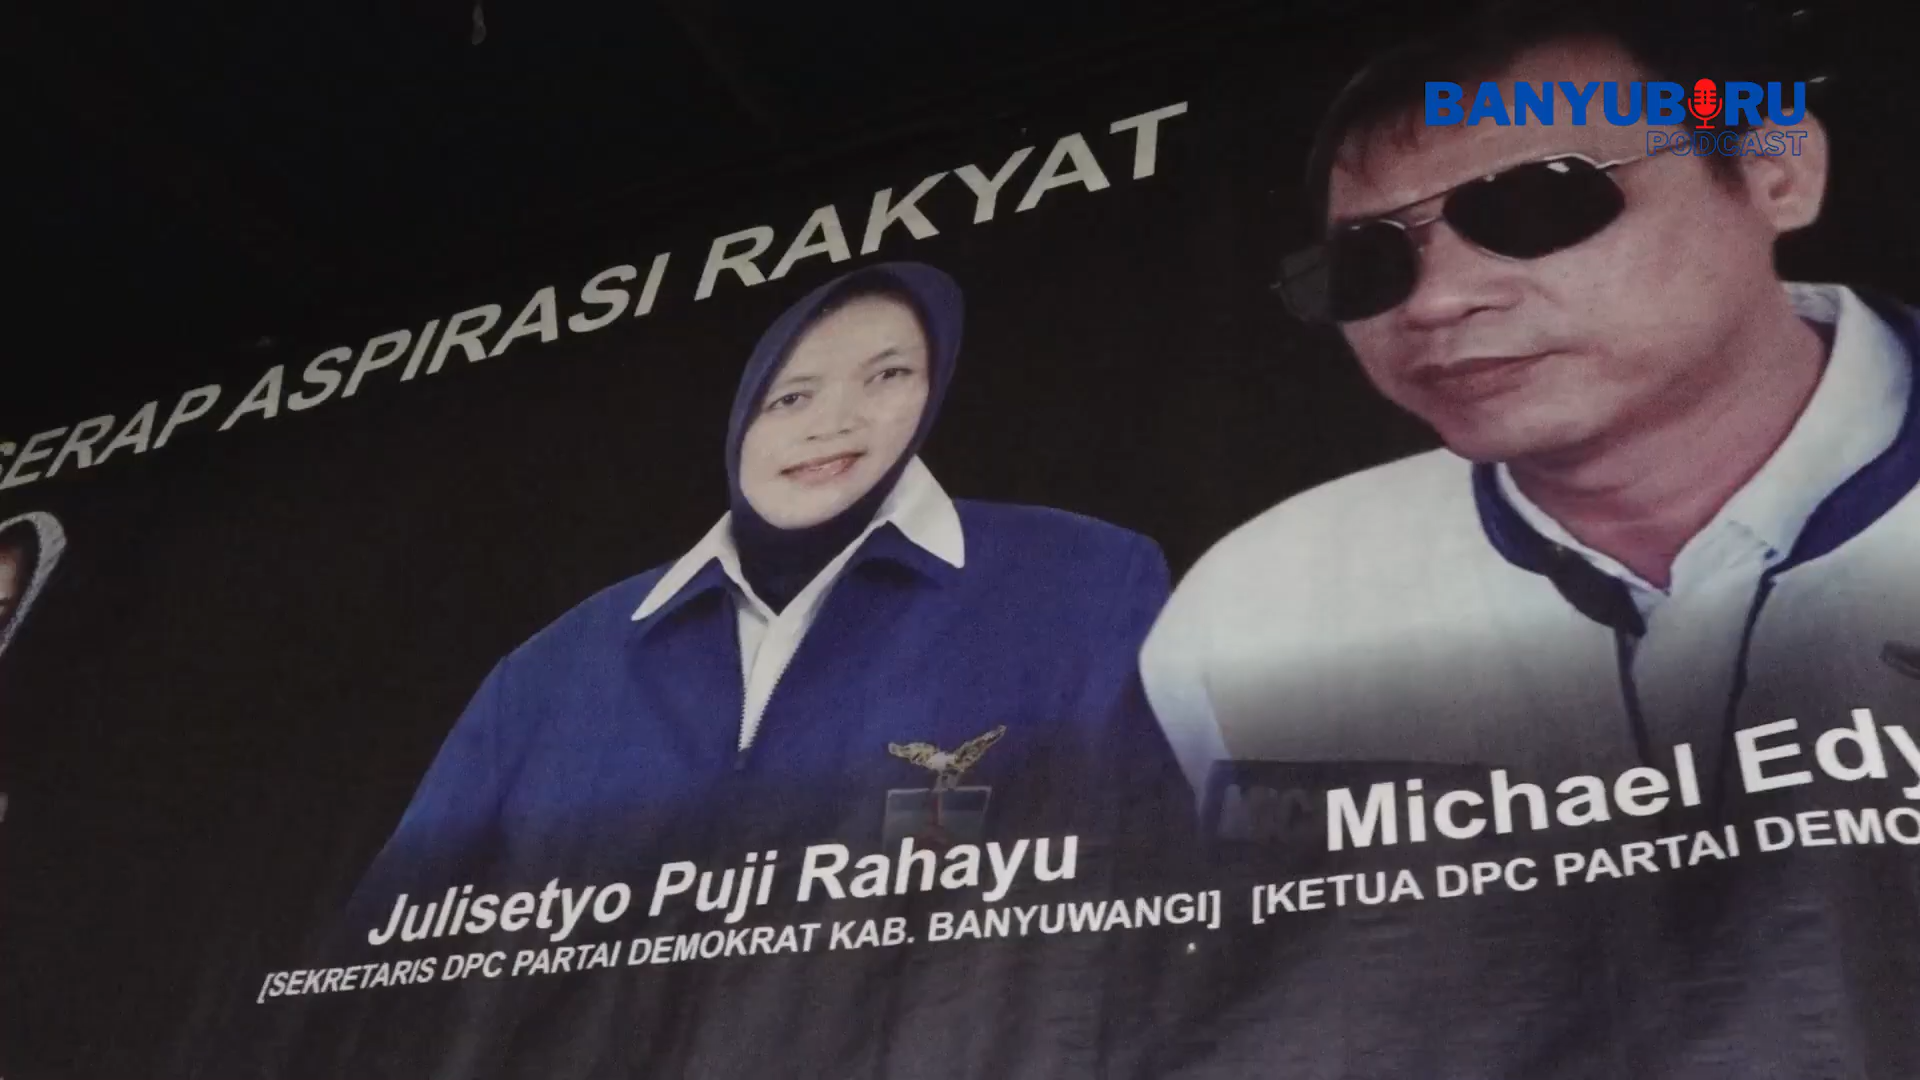 BANYUBIRU
PODCAST
SERAP ASPIRASI RAKYAT
Julisetyo Puji Rahayu
[SEKRETARIS DPC PARTAI DEMOKRAT KAB. BANYUWANGI]
Michael Edy
[KETUA DPC PARTAI DEMO